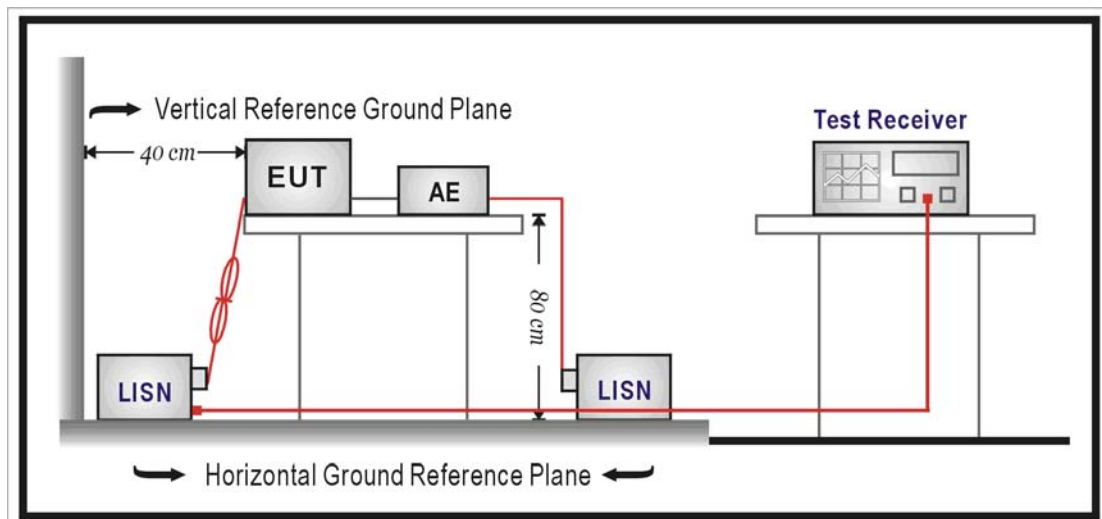 Vertical Reference Ground Plane
Test Receiver
40 cm
EUT
AE
80 cm
LISN
LISN
Horizontal Ground Reference Plane